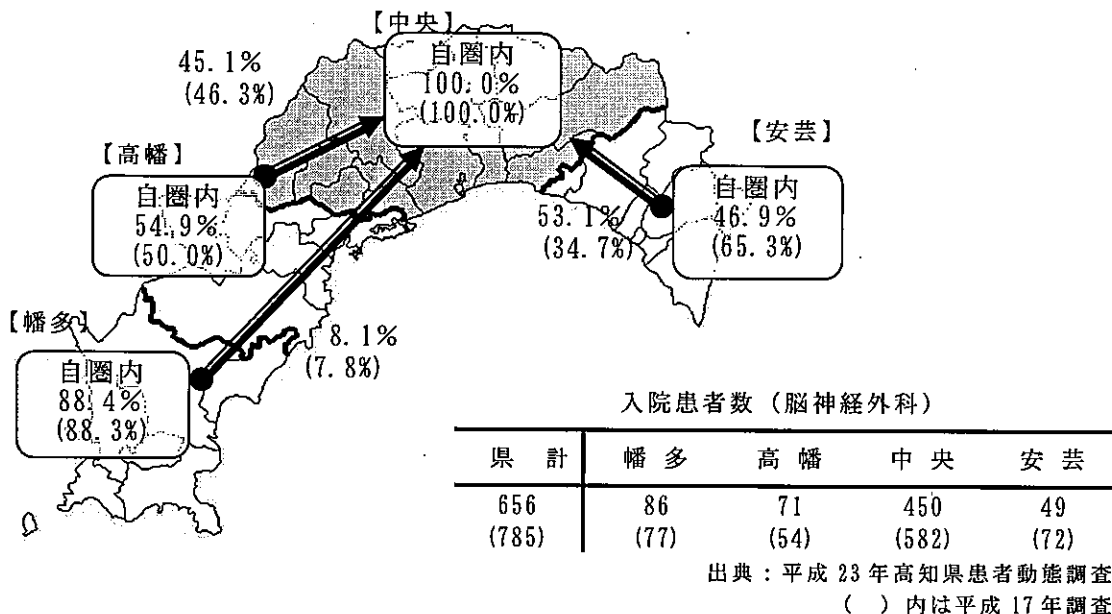 【中央】
自圏内
100.0%
(100.0%)
45.1%
(46.3%)
【高幡】
自圏内
54.9%
(50.0%)
【安芸】
自圏内
46.9%
(65.3%)
53.1%
(34.7%)
【幡多】
自圏内
88.4%
(88.3%)
8.1%
(7.8%)
入院患者数（脳神経外科）
県 計 幡 多 高 幡 中 央 安 芸
656 86 71 450 49
(785) (77) (54) (582) (72)
出典：平成23年高知県患者動態調査
（ ）内は平成17年調査